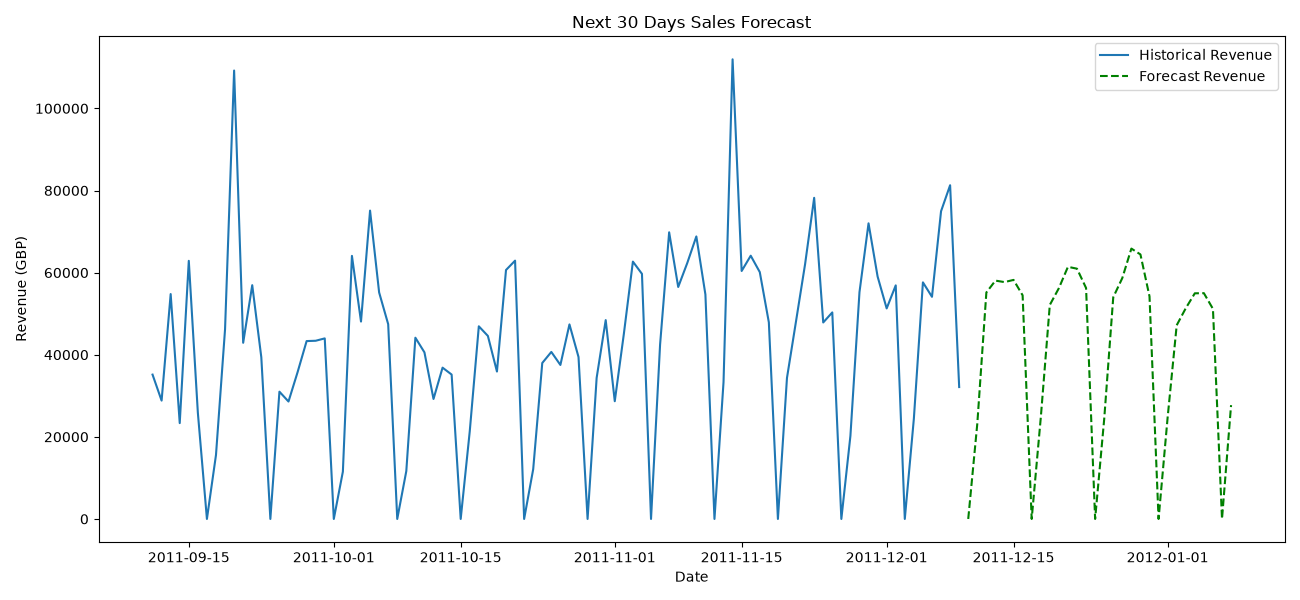 Next 30 Days Sales Forecast
Historical Revenue
Forecast Revenue
Revenue (GBP)
100000
80000
60000
40000
20000
0
2011-09-15 2011-10-01 2011-10-15 2011-11-01 2011-11-15 2011-12-01 2011-12-15 2012-01-01
Date